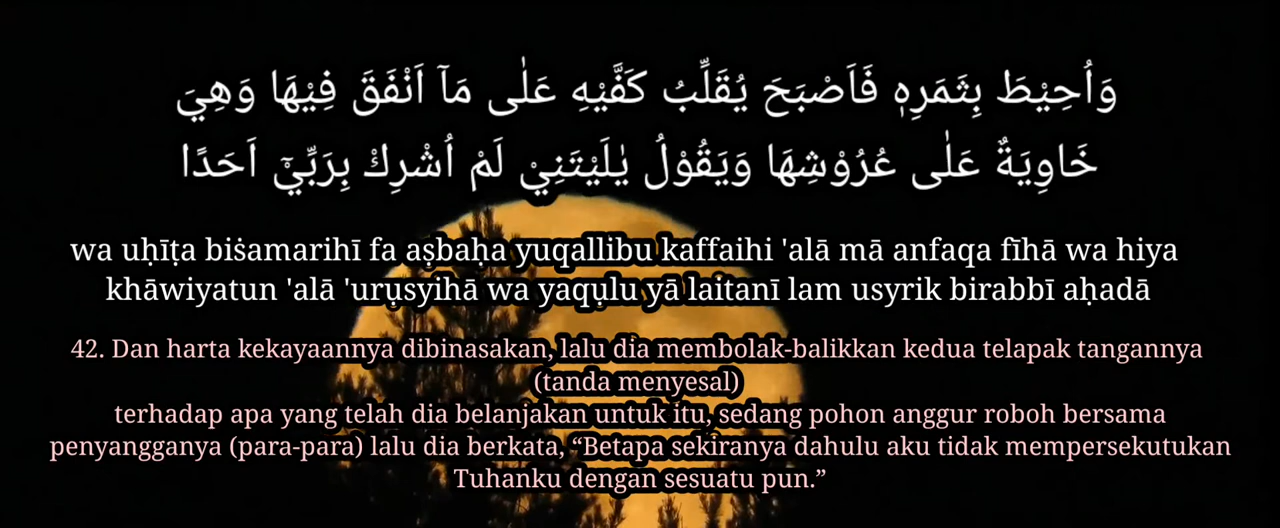 وَاُحِيْطَ بِثَمَرِهٖ فَاَصْبَحَ يُقَلِّبُ كَفَّيْهِ عَلٰى مَآ اَنْفَقَ فِيْهَا وَهِيَ
خَاوِيَةٌ عَلٰى عُرُوْشِهَا وَيَقُوْلُ يٰلَيْتَنِيْ لَمْ اُشْرِكْ بِرَبِّيْٓ اَحَدًا
wa uḥīṭa biṡamarihī fa aṣbaḥa yuqallibu kaffaihi 'alā mā anfaqa fīhā wa hiya
khāwiyatun 'alā 'urụsyihā wa yaqụlu yā laitanī lam usyrik birabbī aḥadā
42. Dan harta kekayaannya dibinasakan, lalu dia membolak-balikkan kedua telapak tangannya
(tanda menyesal)
terhadap apa yang telah dia belanjakan untuk itu, sedang pohon anggur roboh bersama
penyangganya (para-para) lalu dia berkata, “Betapa sekiranya dahulu aku tidak mempersekutukan
Tuhanku dengan sesuatu pun.”